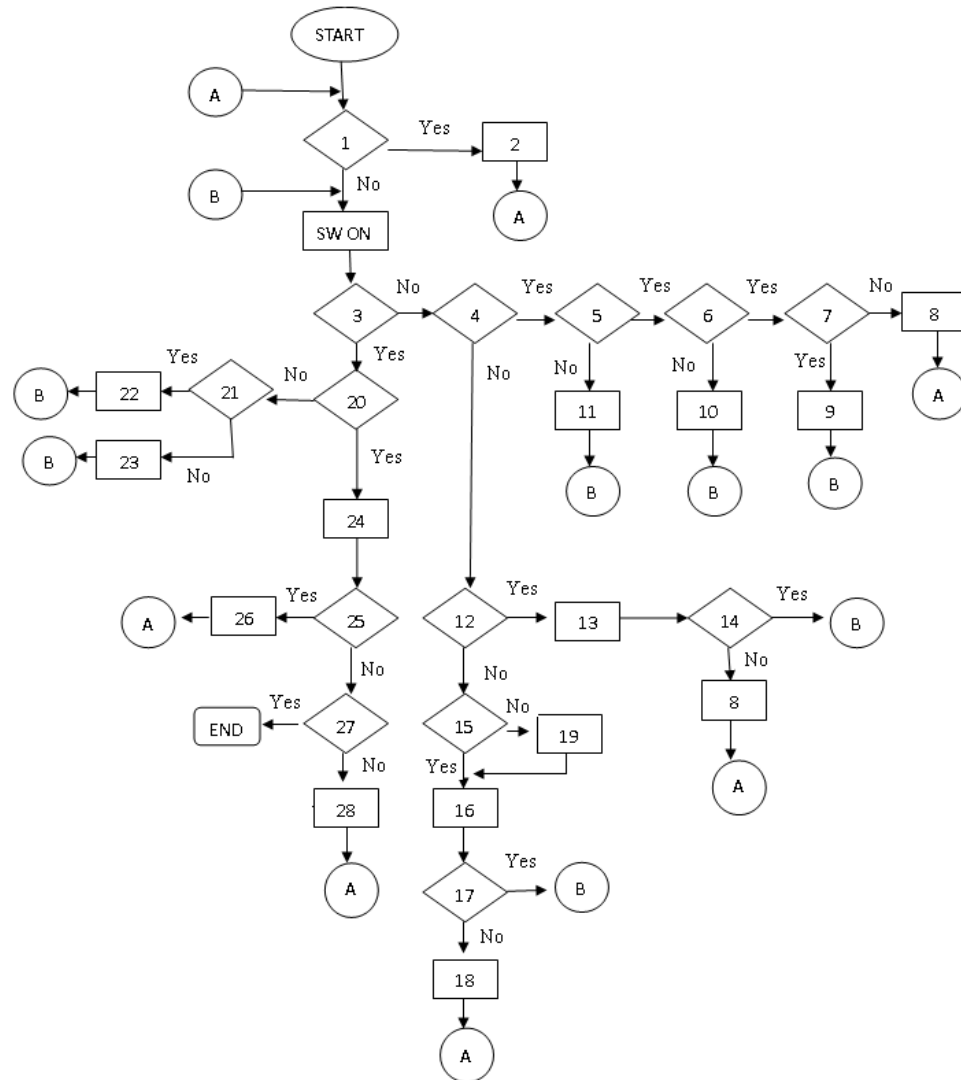 START
A
Yes
1
2
No
B
A
SW ON
No
Yes
Yes
Yes
No
3
4
5
6
7
8
Yes
No
No
No
Yes
Yes
No
B
22
21
20
11
10
9
A
B
23
No
Yes
B
B
B
24
Yes
Yes
Yes
A
26
25
12
13
14
B
No
No
No
Yes
No
8
END
27
15
19
No
Yes
A
28
16
Yes
A
17
B
No
18
A